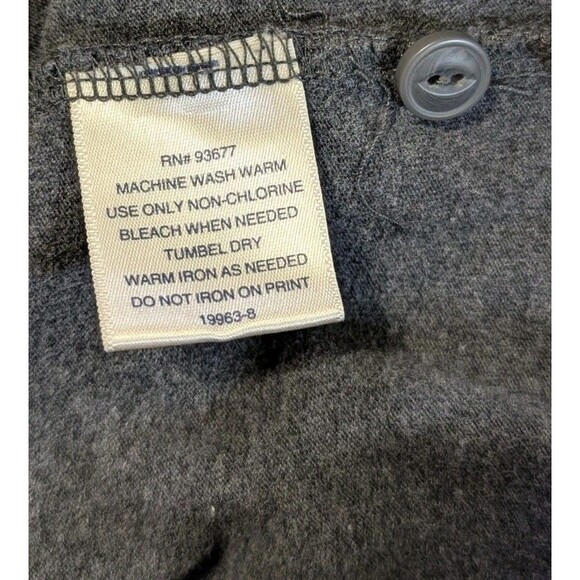 RN# 93677
MACHINE WASH WARM
USE ONLY NON-CHLORINE
BLEACH WHEN NEEDED
TUMBEL DRY
WARM IRON AS NEEDED
DO NOT IRON ON PRINT
19963-8